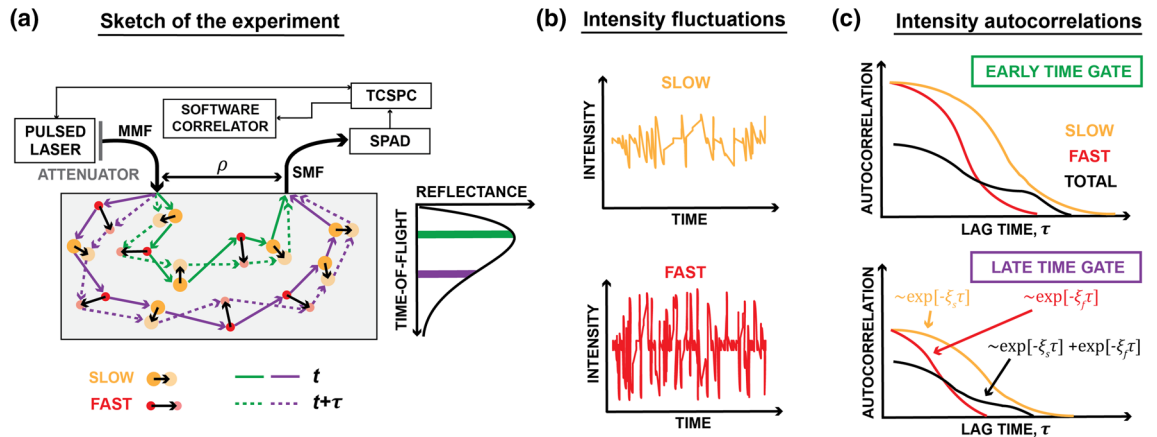 (a) Sketch of the experiment
PULSED
LASER
MMF
ATTENUATOR
SOFTWARE
CORRELATOR
TCSPC
SPAD
SMF
ρ
REFLECTANCE
TIME-OF-FLIGHT
SLOW
FAST
t
t+τ
(b) Intensity fluctuations
SLOW
INTENSITY
TIME
FAST
INTENSITY
TIME
(c) Intensity autocorrelations
EARLY TIME GATE
AUTOCORRELATION
SLOW
FAST
TOTAL
LAG TIME, τ
LATE TIME GATE
AUTOCORRELATION
~exp[-ξsτ]
~exp[-ξfτ]
~exp[-ξsτ] +exp[-ξfτ]
LAG TIME, τ